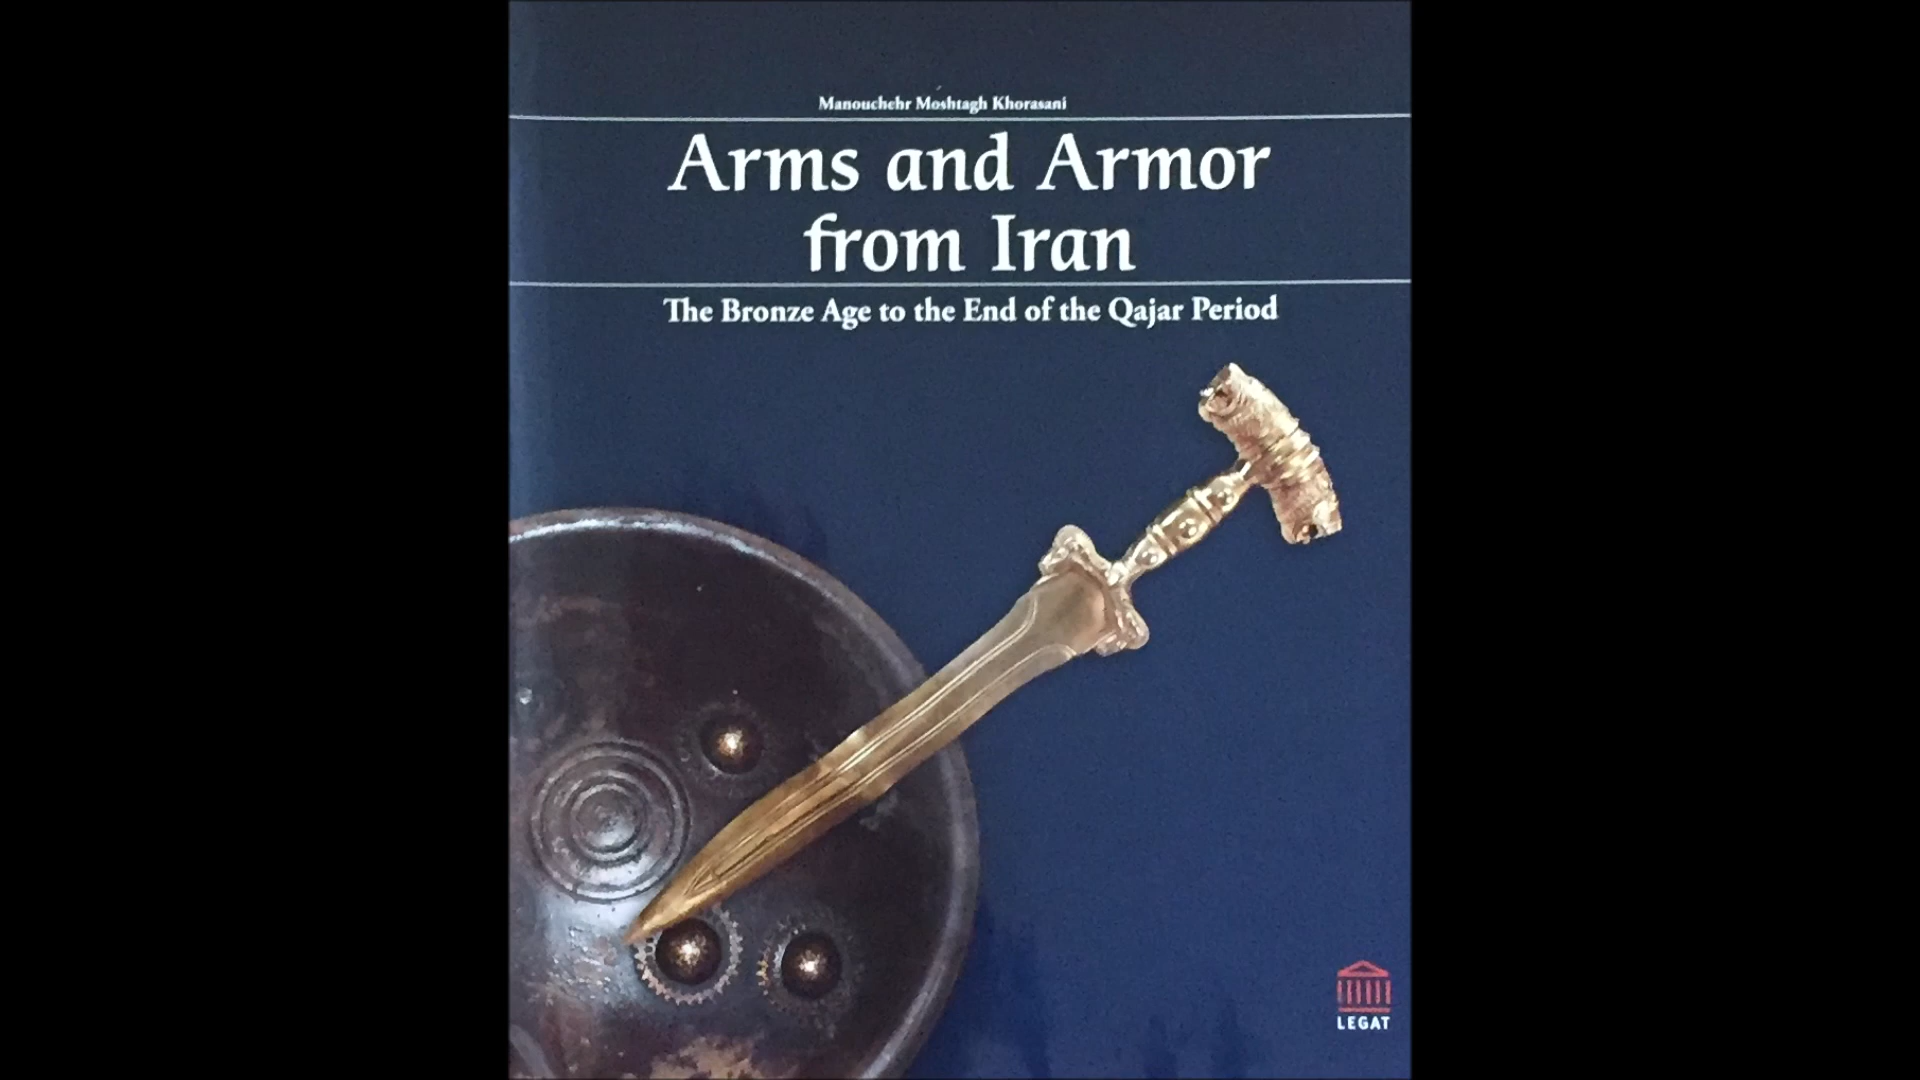 Manouchehr Moshtagh Khorasani
Arms and Armor
from Iran
The Bronze Age to the End of the Qajar Period
LEGAT